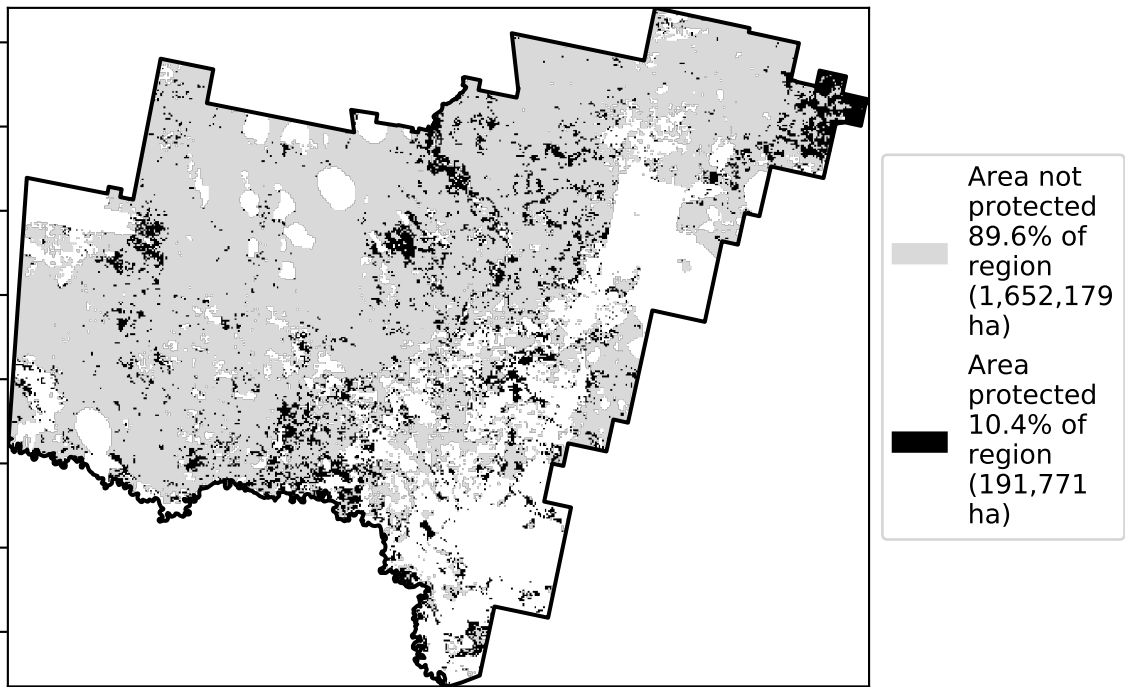 Area not
protected
89.6% of
region
(1,652,179
ha)
Area
protected
10.4% of
region
(191,771
ha)